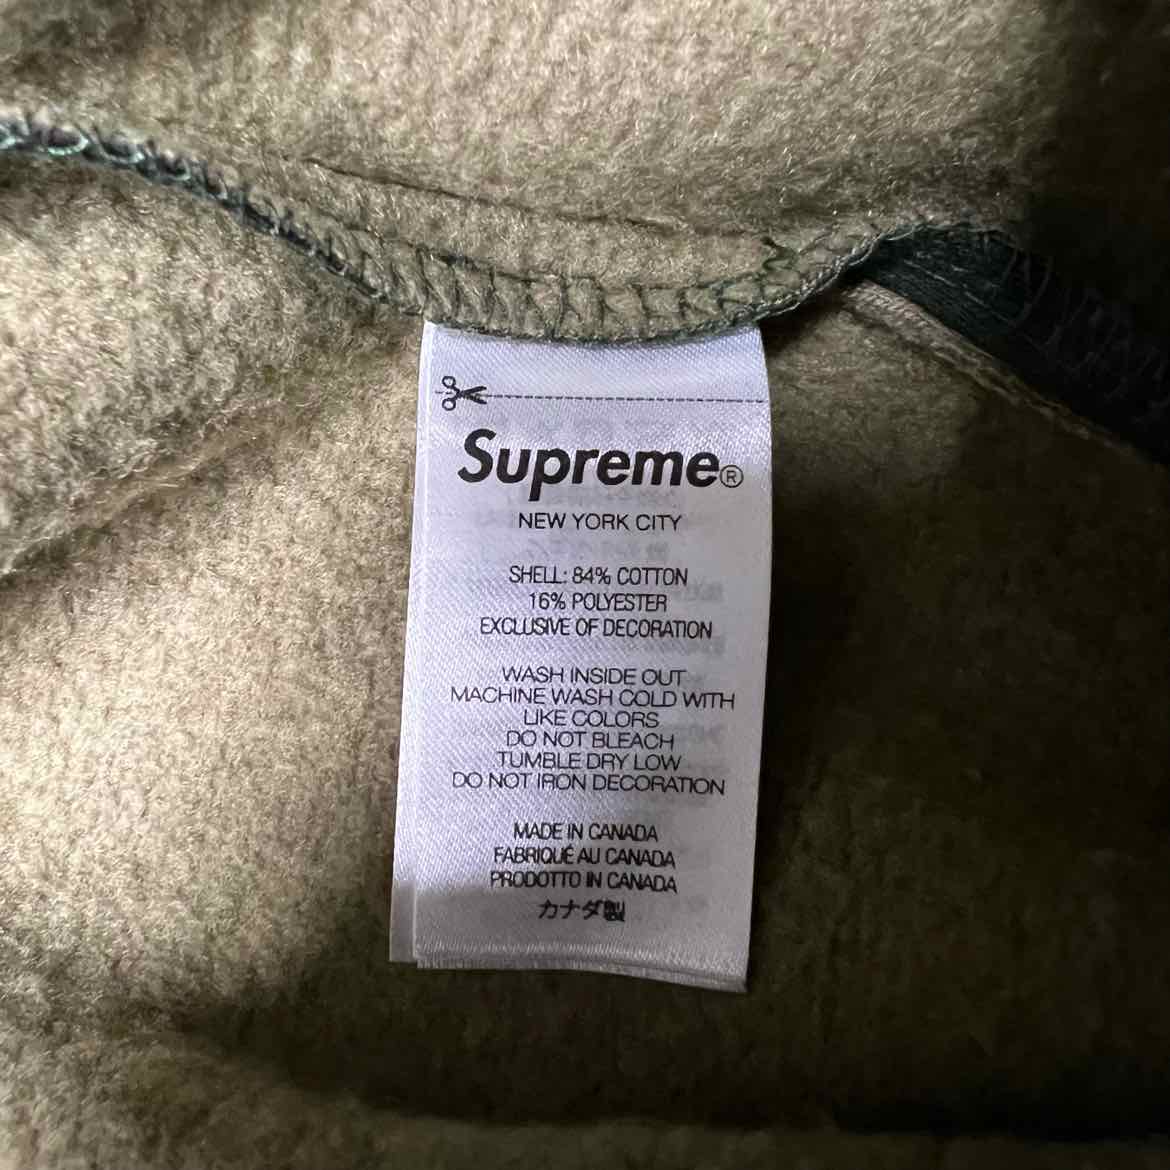 Supreme®
NEW YORK CITY
SHELL: 84% COTTON
16% POLYESTER
EXCLUSIVE OF DECORATION
WASH INSIDE OUT
MACHINE WASH COLD WITH
LIKE COLORS
DO NOT BLEACH
TUMBLE DRY LOW
DO NOT IRON DECORATION
MADE IN CANADA
FABRIQUÉ AU CANADA
PRODOTTO IN CANADA
カナダ製